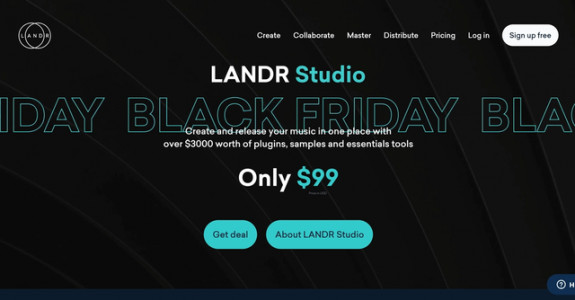 LANDR
Create Collaborate Master Distribute Pricing Log in Sign up free
LANDR Studio
IDAY BLACK FRIDAY BLA
Create and release your music in one place with
over $3000 worth of plugins, samples and essentials tools
Only $99
Get deal About LANDR Studio
H